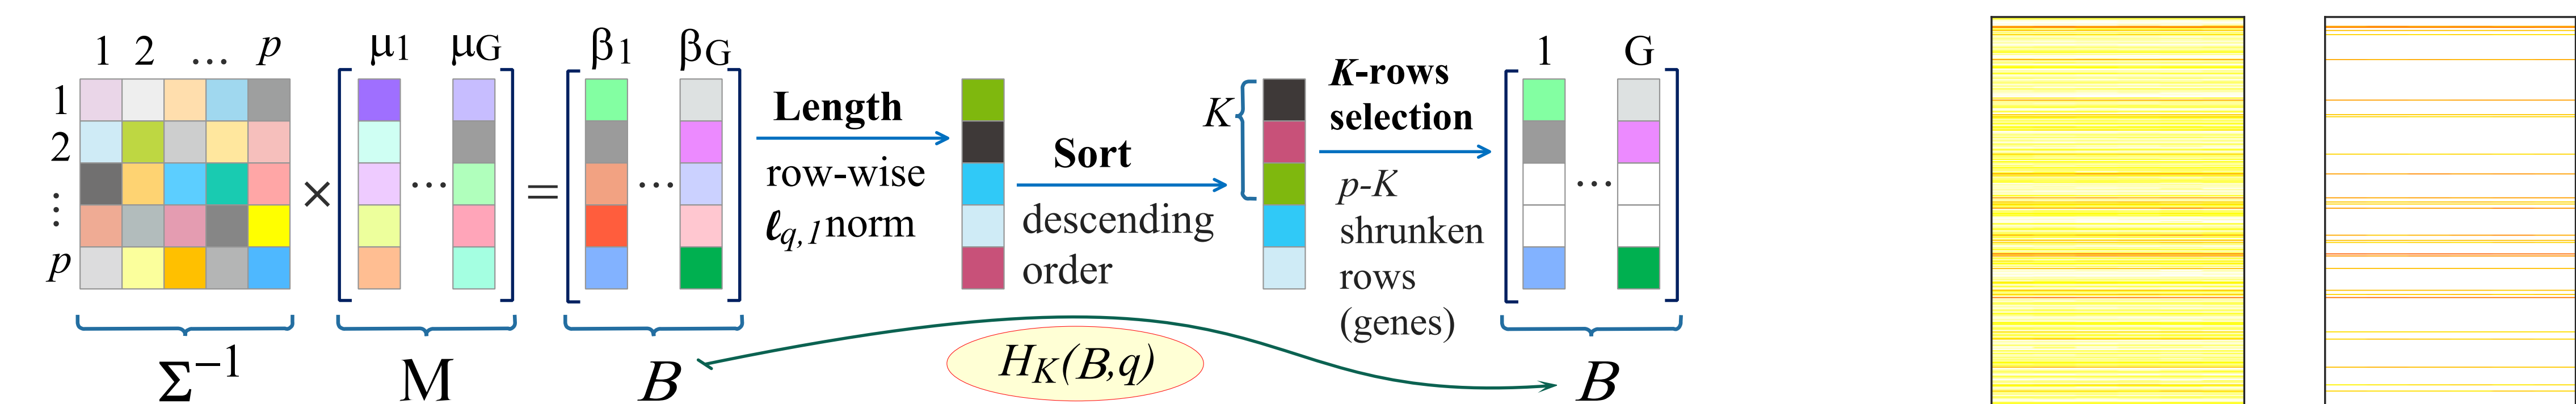 1 2 ... p
1
2
⋮
p
×
μ1 μG
...
=
β1 βG
...
Length
row-wise
ℓq,1 norm
Sort
descending
order
K
K-rows
selection
p-K
shrunken
rows
(genes)
1 G
...
Σ⁻¹
M
B
H_K(B,q)
B